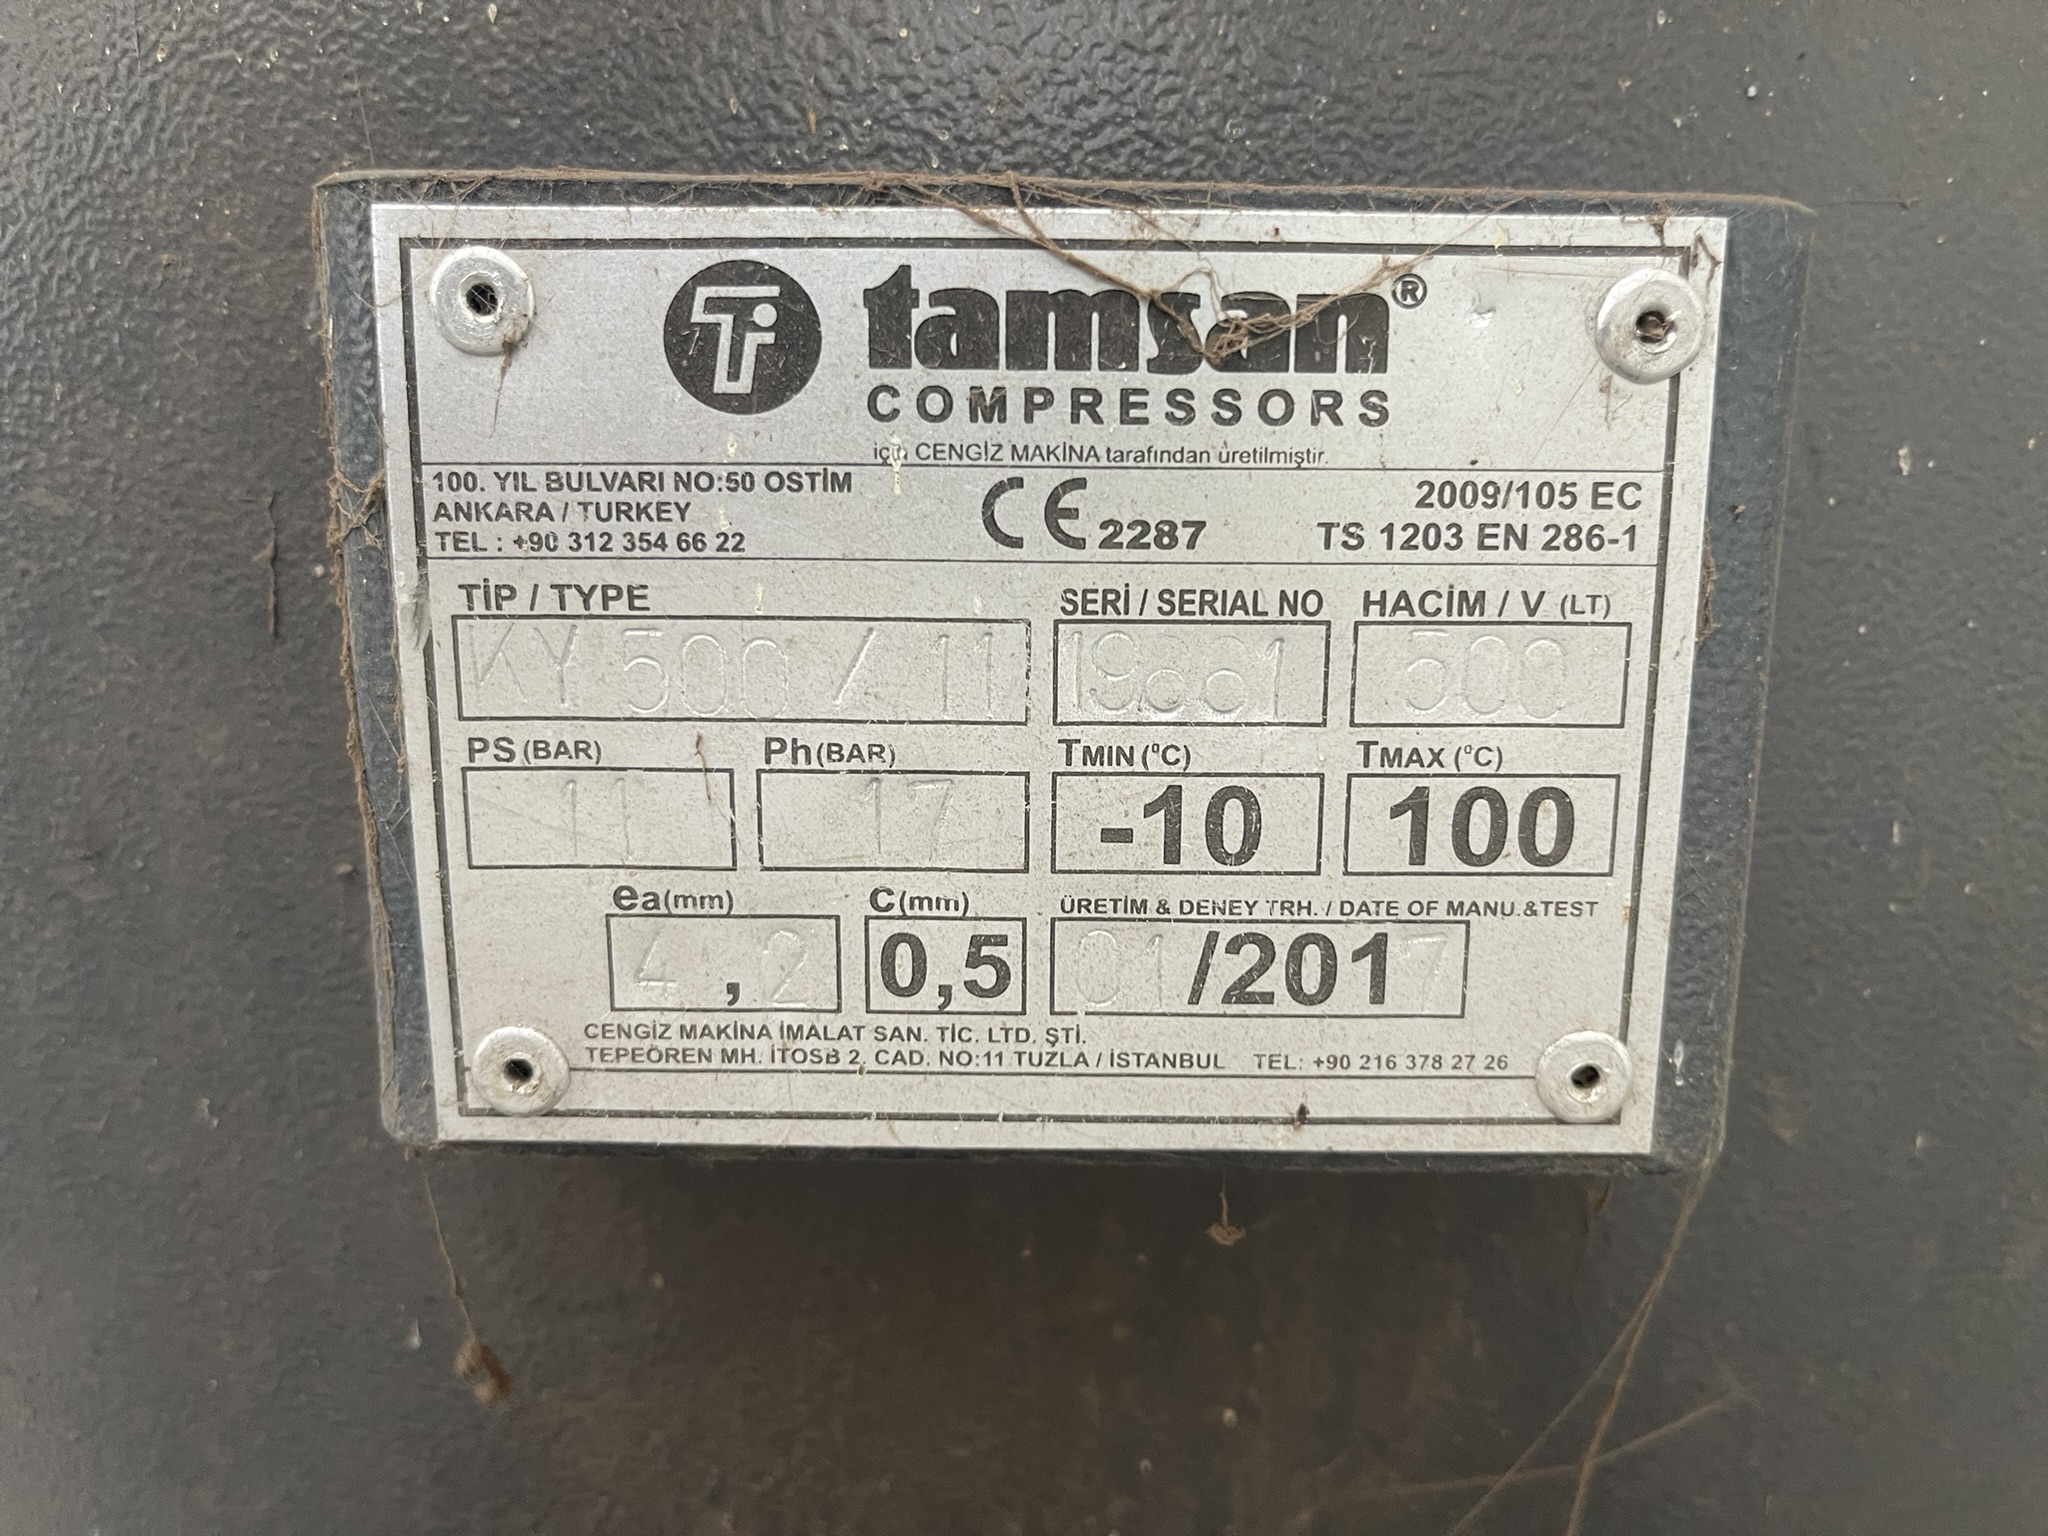 Ti tamsan®
COMPRESSORS
için CENGİZ MAKİNA tarafından üretilmiştir.
100. YIL BULVARI NO:50 OSTİM
ANKARA / TURKEY
TEL : +90 312 354 66 22
CE 2287
2009/105 EC
TS 1203 EN 286-1
TİP / TYPE SERİ / SERIAL NO HACİM / V (LT)
KY 500 / 11 500
PS (BAR) Ph (BAR) TMIN (°C) TMAX (°C)
11 17 -10 100
ea (mm) C (mm) ÜRETİM & DENEY TRH. / DATE OF MANU.&TEST
4,2 0,5 01/2017
CENGİZ MAKİNA İMALAT SAN. TİC. LTD. ŞTİ.
TEPEÖREN MH. İTOSB 2. CAD. NO:11 TUZLA / İSTANBUL TEL: +90 216 378 27 26